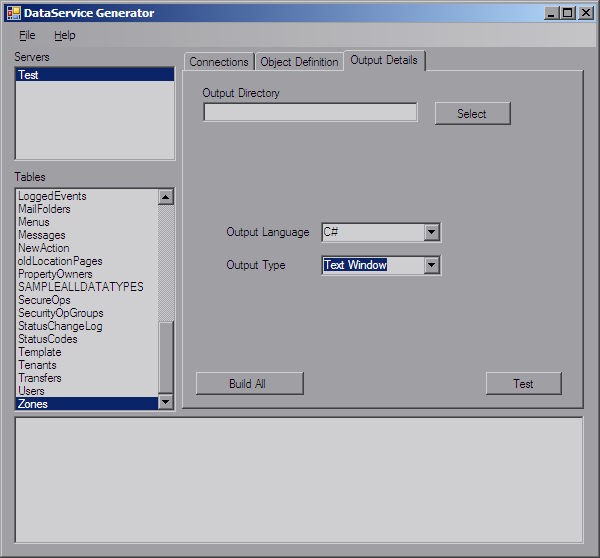 DataService Generator
File Help
Servers
Test
Tables
LoggedEvents
MailFolders
Menus
Messages
NewAction
oldLocationPages
PropertyOwners
SAMPLEALLDATATYPES
SecureOps
SecurityOpGroups
StatusChangeLog
StatusCodes
Template
Tenants
Transfers
Users
Zones
Connections Object Definition Output Details
Output Directory
Select
Output Language C#
Output Type Text Window
Build All Test